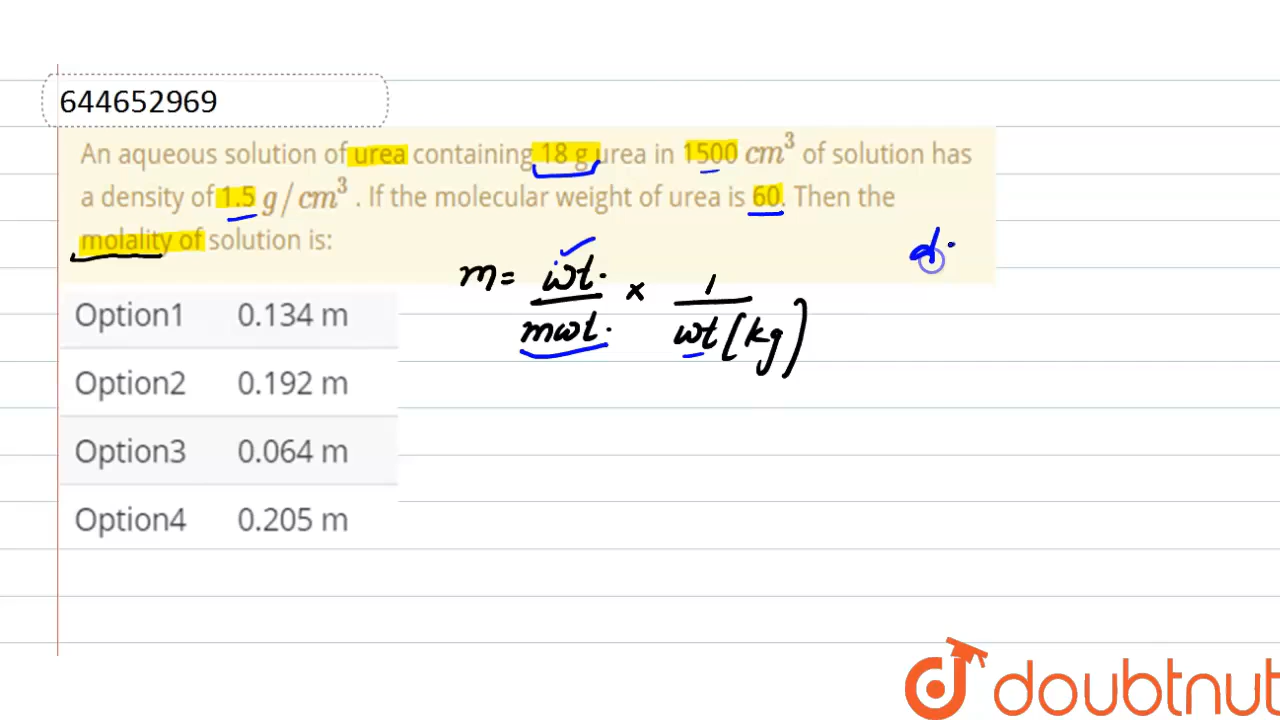 644652969
An aqueous solution of urea containing 18 g urea in 1500 cm³ of solution has
a density of 1.5 g/cm³ . If the molecular weight of urea is 60. Then the
molality of solution is:
d.
m = wt. / mwt. × 1 / wt (kg)
Option1 0.134 m
Option2 0.192 m
Option3 0.064 m
Option4 0.205 m
doubtnut